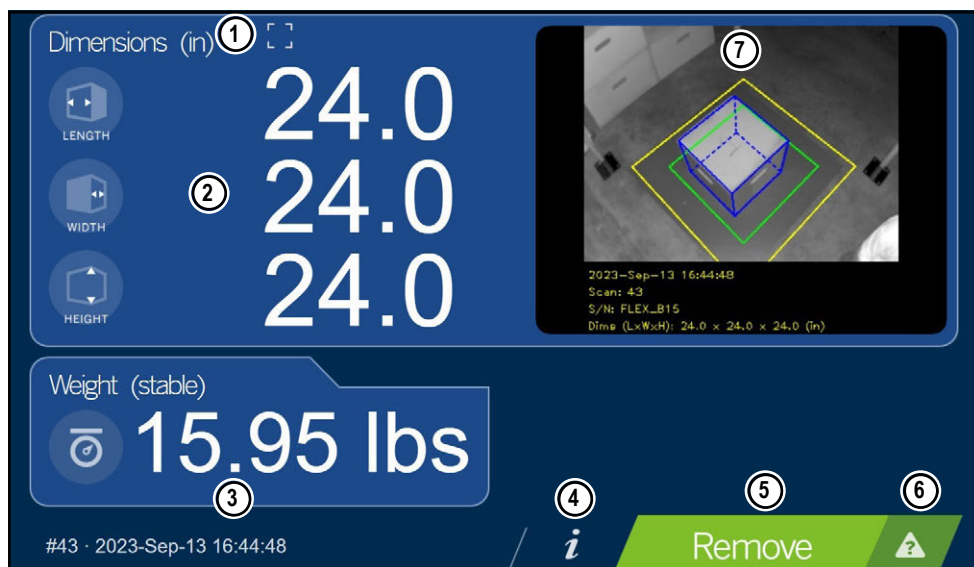 Dimensions (in)
1
LENGTH
24.0
2
WIDTH
24.0
HEIGHT
24.0
7
2023-Sep-13 16:44:48
Scan: 43
S/N: FLEX_B15
Dims (LxWxH): 24.0 x 24.0 x 24.0 (in)
Weight (stable)
15.95 lbs
3
#43 · 2023-Sep-13 16:44:48
4
i
5
Remove
6
?